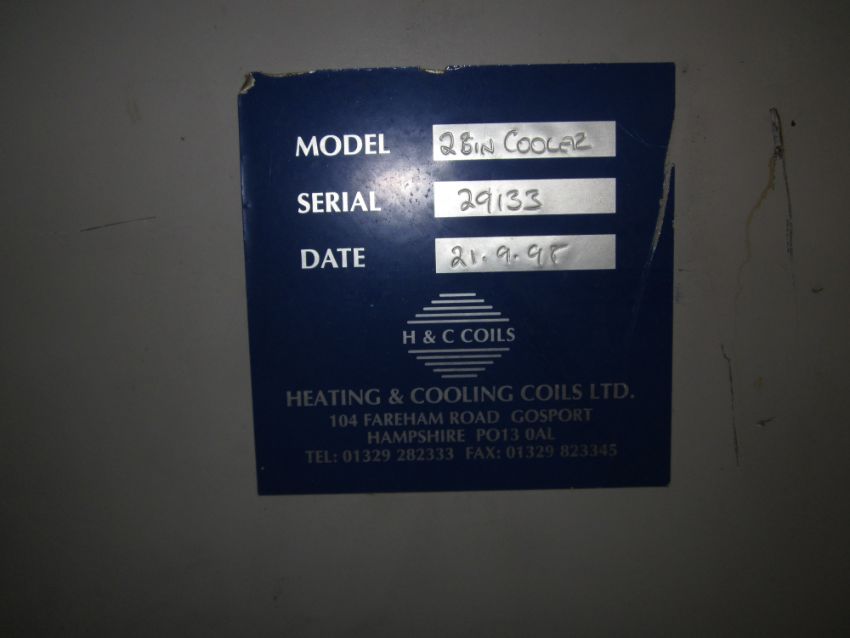 MODEL 28IN COOLER
SERIAL 29133
DATE 21.9.95
H & C COILS
HEATING & COOLING COILS LTD.
104 FAREHAM ROAD GOSPORT
HAMPSHIRE PO13 0AL
TEL: 01329 282333 FAX: 01329 823345